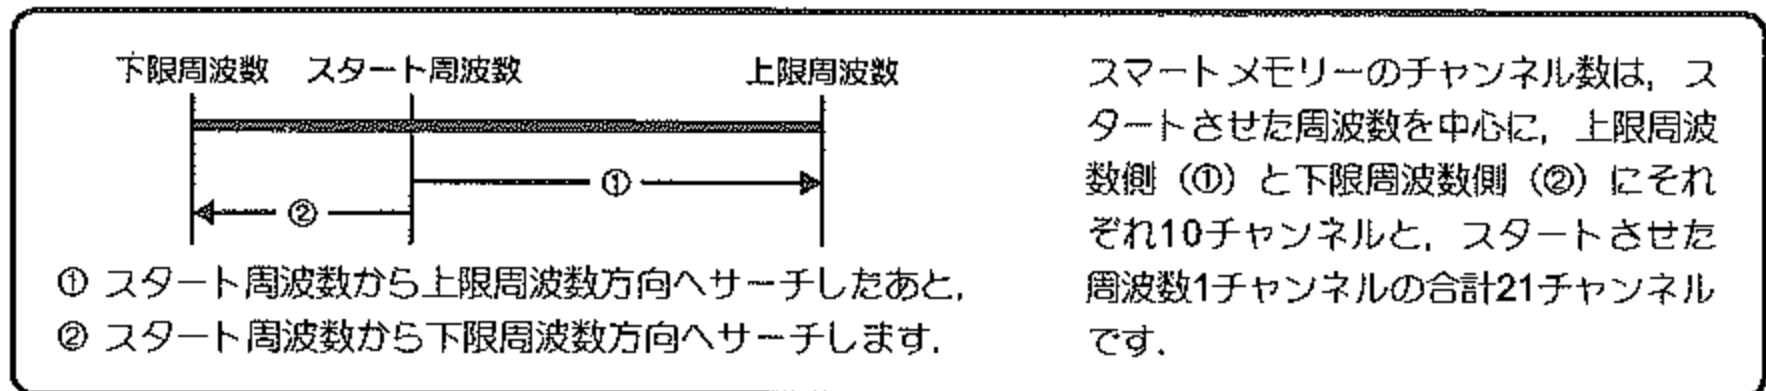 下限周波数 スタート周波数 上限周波数
①
②
① スタート周波数から上限周波数方向へサーチしたあと，
② スタート周波数から下限周波数方向へサーチします．
スマートメモリーのチャンネル数は，ス
タートさせた周波数を中心に，上限周波
数側（①）と下限周波数側（②）にそれ
ぞれ10チャンネルと，スタートさせた
周波数1チャンネルの合計21チャンネル
です．